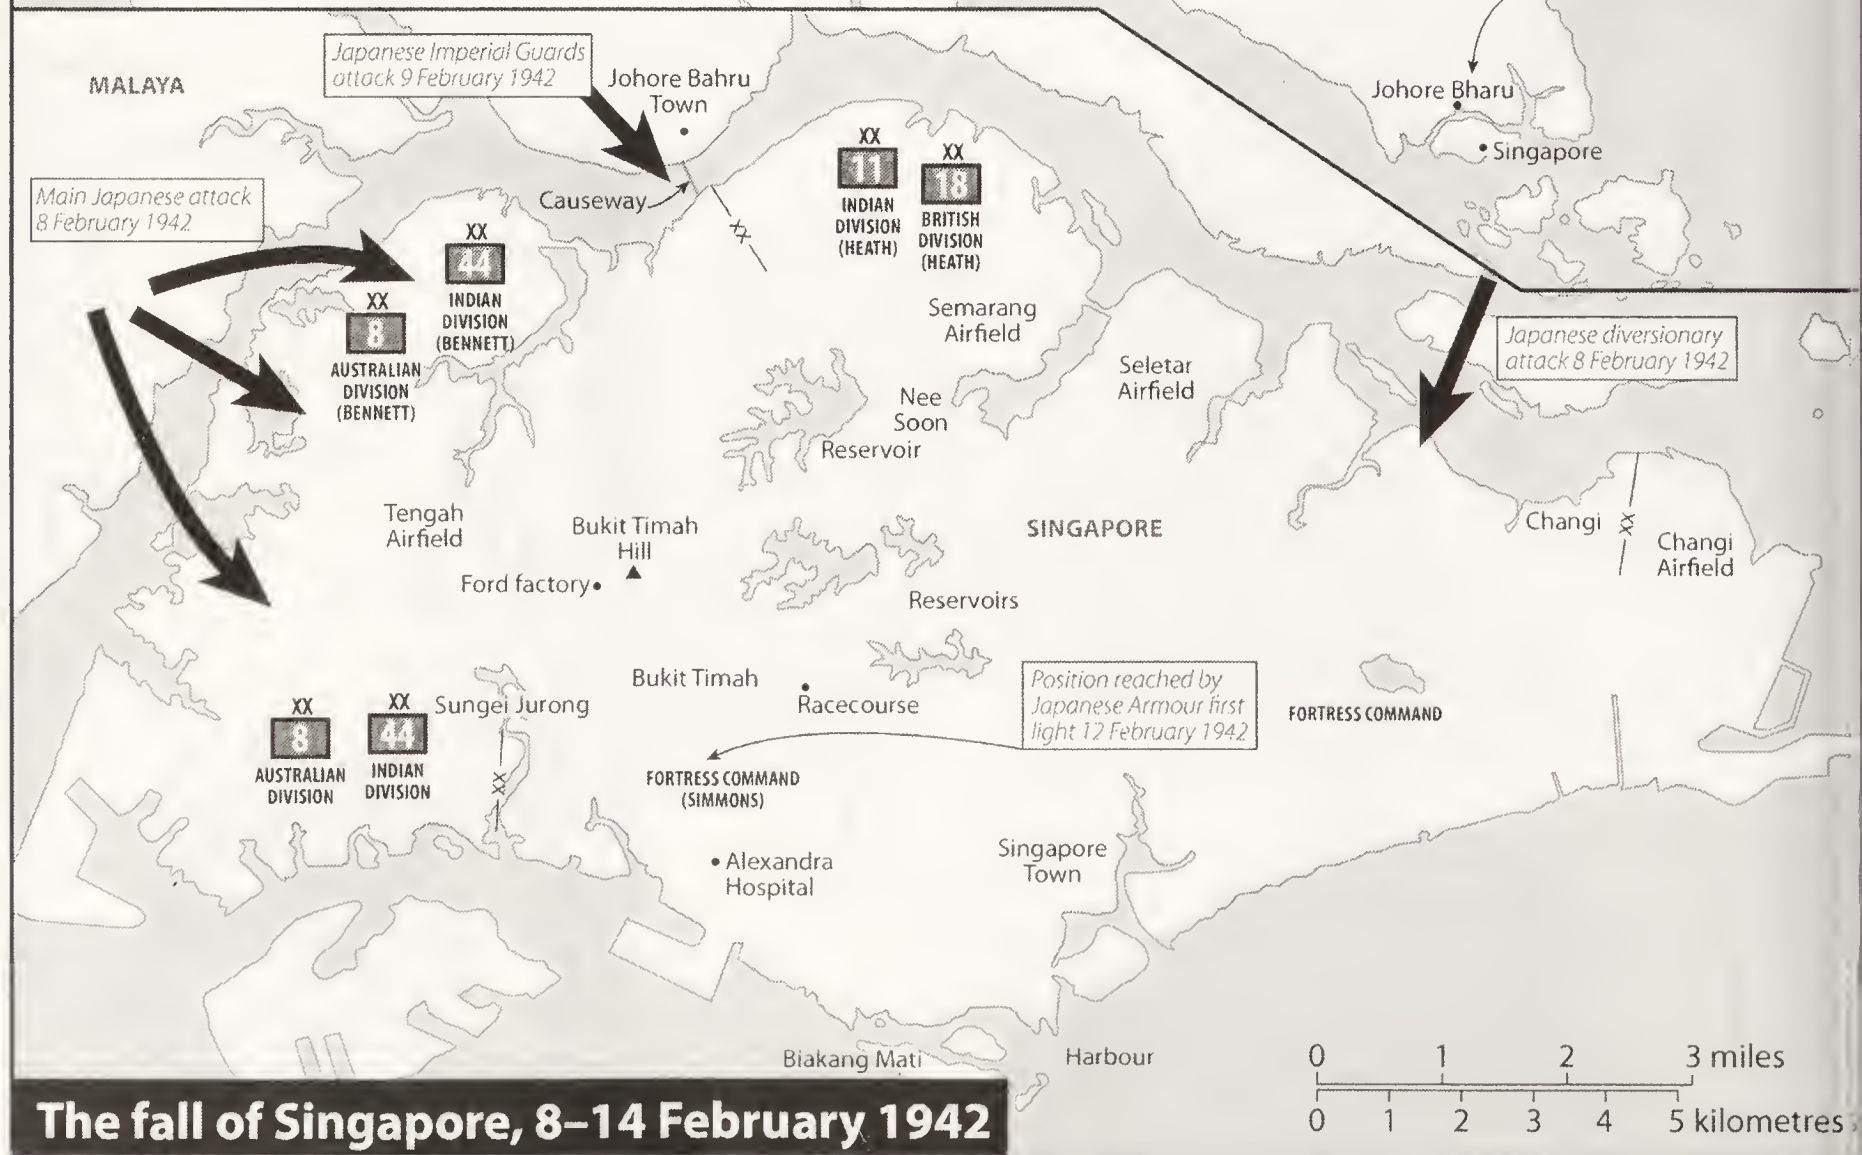 Japanese Imperial Guards
attack 9 February 1942
MALAYA
Johore Bahru
Town
Johore Bharu
Singapore
Main Japanese attack
8 February 1942
Causeway
XX
XX
11
INDIAN
DIVISION
(HEATH)
XX
18
BRITISH
DIVISION
(HEATH)
XX
44
INDIAN
DIVISION
(BENNETT)
XX
8
AUSTRALIAN
DIVISION
(BENNETT)
Semarang
Airfield
Seletar
Airfield
Japanese diversionary
attack 8 February 1942
Nee
Soon
Reservoir
Tengah
Airfield
Bukit Timah
Hill
Ford factory
SINGAPORE
Changi
XX
Changi
Airfield
Reservoirs
Bukit Timah
Racecourse
Position reached by
Japanese Armour first
light 12 February 1942
FORTRESS COMMAND
XX
8
AUSTRALIAN
DIVISION
XX
44
INDIAN
DIVISION
Sungei Jurong
XX
FORTRESS COMMAND
(SIMMONS)
Alexandra
Hospital
Singapore
Town
Biakang Mati
Harbour
0 1 2 3 miles
0 1 2 3 4 5 kilometres
The fall of Singapore, 8–14 February 1942